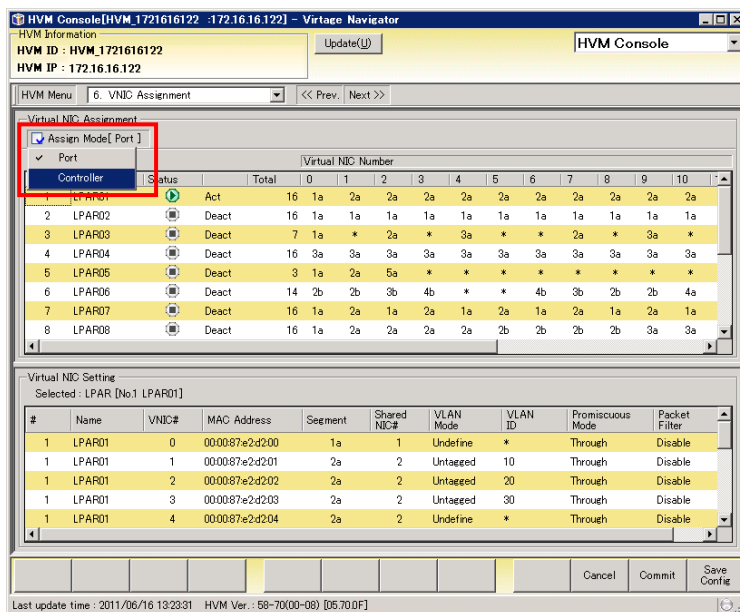 HVM Console[HVM_1721616122 :172.16.16.122] - Virtage Navigator
HVM Information
HVM ID : HVM_1721616122
HVM IP : 172.16.16.122
Update(U)
HVM Console
HVM Menu 6. VNIC Assignment << Prev. Next >>
Virtual NIC Assignment
Assign Mode[ Port ]
Port
Controller
Virtual NIC Number
Status Total 0 1 2 3 4 5 6 7 8 9 10
1 LPAR01 Act 16 1a 2a 2a 2a 2a 2a 2a 2a 2a 2a 2a
2 LPAR02 Deact 16 1a 1a 1a 1a 1a 1a 1a 1a 1a 1a 1a
3 LPAR03 Deact 7 1a * 2a * 3a * * 2a * 3a *
4 LPAR04 Deact 16 3a 3a 3a 3a 3a 3a 3a 3a 3a 3a 3a
5 LPAR05 Deact 3 1a 2a 5a * * * * * * * *
6 LPAR06 Deact 14 2b 2b 3b 4b * * 4b 3b 2b 2b 4a
7 LPAR07 Deact 16 1a 2a 1a 2a 1a 2a 1a 2a 1a 2a 1a
8 LPAR08 Deact 16 1a 2a 2a 2a 2a 2b 2b 2b 2b 3a 3a
Virtual NIC Setting
Selected : LPAR [No.1 LPAR01]
# Name VNIC# MAC Address Segment Shared NIC# VLAN Mode VLAN ID Promiscuous Mode Packet Filter
1 LPAR01 0 00:00:87:e2:d2:00 1a 1 Undefine * Through Disable
1 LPAR01 1 00:00:87:e2:d2:01 2a 2 Untagged 10 Through Disable
1 LPAR01 2 00:00:87:e2:d2:02 2a 2 Untagged 20 Through Disable
1 LPAR01 3 00:00:87:e2:d2:03 2a 2 Untagged 30 Through Disable
1 LPAR01 4 00:00:87:e2:d2:04 2a 2 Undefine * Through Disable
Cancel Commit Save Config
Last update time : 2011/06/16 13:23:31 HVM Ver. : 58-70(00-08) [05.70.0F]